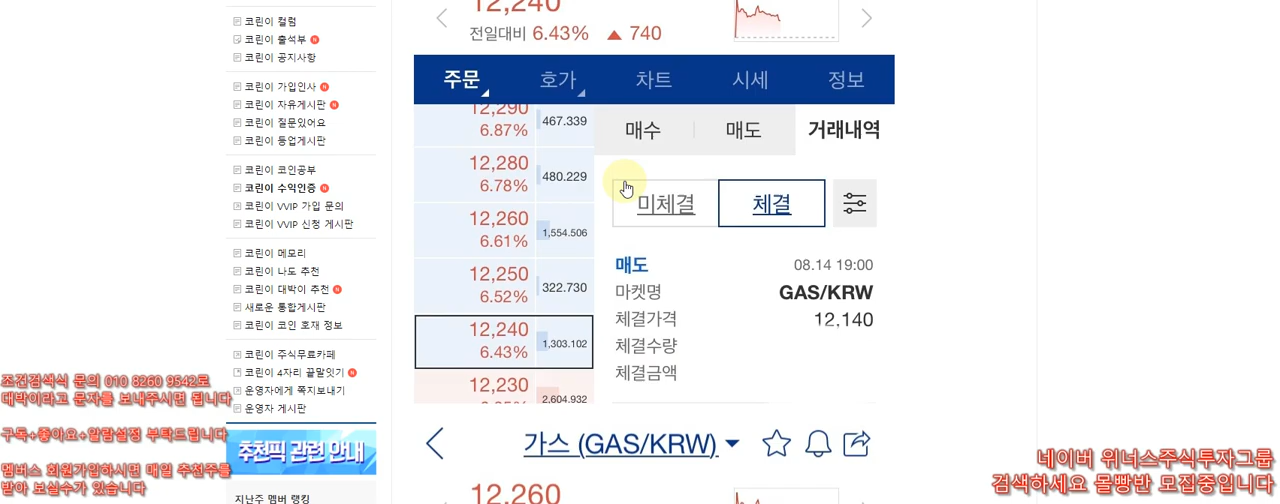 코린이 컬럼
코린이 출석부
코린이 공지사항
코린이 가입인사
코린이 자유게시판
코린이 질문있어요
코린이 등업게시판
코린이 코인공부
코린이 수익인증
코린이 VVIP 가입 문의
코린이 VVIP 신청 게시판
코린이 메모리
코린이 나도 추천
코린이 대박이 추천
새로운 통합게시판
코린이 코인 호재 정보
코린이 주식무료카페
코린이 4자리 끝말잇기
운영자에게 쪽지보내기
운영자 게시판
추천픽 관련 안내
지난주 멤버 랭킹
조건검색식 문의 010 8260 9542로
대박이라고 문자를 보내주시면 됩니다
구독+좋아요+알람설정 부탁드립니다
멤버스 회원가입하시면 매일 추천주를
받아 보실수가 있습니다
12,240
전일대비 6.43% ▲ 740
주문 호가 차트 시세 정보
12,290
6.87% 467.339
12,280
6.78% 480.229
12,260
6.61% 1,554.506
12,250
6.52% 322.730
12,240
6.43% 1,303.102
12,230
2,604.932
매수 매도 거래내역
미체결 체결
매도 08.14 19:00
마켓명 GAS/KRW
체결가격 12,140
체결수량
체결금액
가스 (GAS/KRW)
12,260
네이버 위너스주식투자그룹
검색하세요 몰빵반 모집중입니다